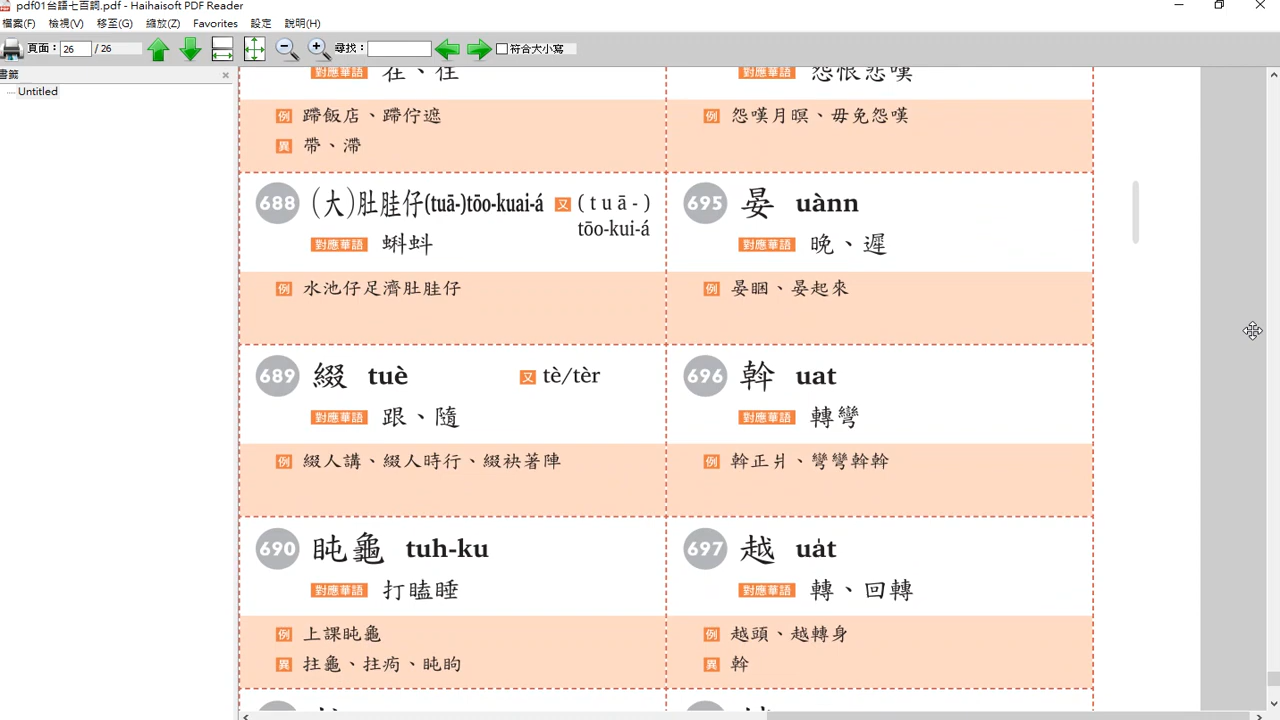 pdf01台語七百詞.pdf - Haihaisoft PDF Reader
檔案(F) 檢視(V) 移至(G) 縮放(Z) Favorites 設定 說明(H)
頁面： 26 / 26 尋找： 符合大小寫
書籤
Untitled
對應華語 在、住
例 蹛飯店、蹛佇遮
異 帶、滯
688 （大）肚胿仔(tuā-)tōo-kuai-á 又 (tuā-)
tōo-kui-á
對應華語 蝌蚪
例 水池仔足濟肚胿仔
689 綴 tuè 又 tè/tèr
對應華語 跟、隨
例 綴人講、綴人時行、綴袂著陣
690 盹龜 tuh-ku
對應華語 打瞌睡
例 上課盹龜
異 拄龜、拄痀、盹眗
對應華語 怨恨悲嘆
例 怨嘆月暝、毋免怨嘆
695 晏 uànn
對應華語 晚、遲
例 晏睏、晏起來
696 斡 uat
對應華語 轉彎
例 斡正爿、彎彎斡斡
697 越 ua̍t
對應華語 轉、回轉
例 越頭、越轉身
異 斡